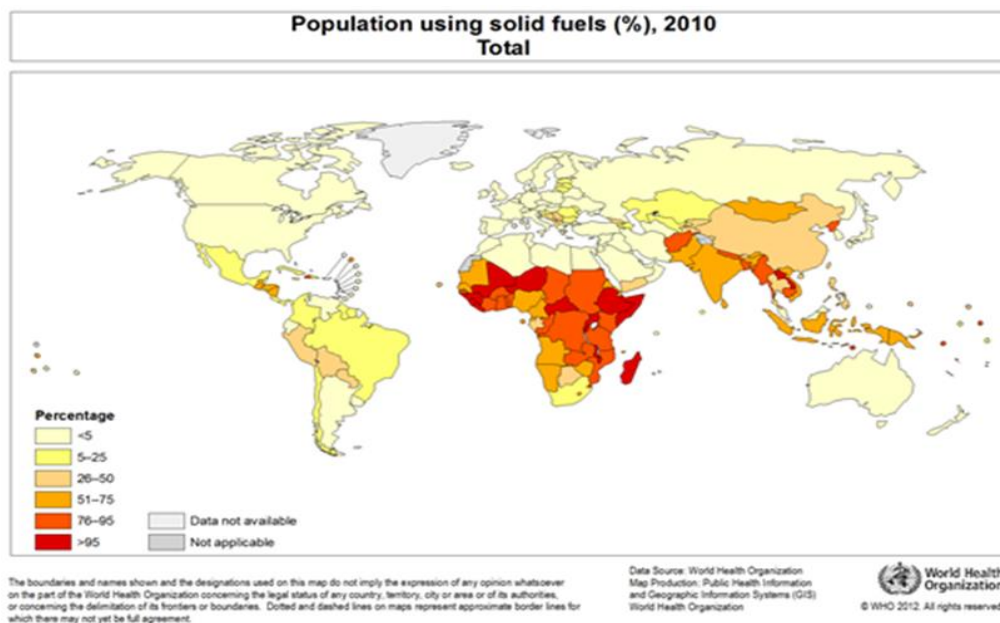 Population using solid fuels (%), 2010
Total
Percentage
<5
5–25
26–50
51–75
76–95
>95
Data not available
Not applicable
The boundaries and names shown and the designations used on this map do not imply the expression of any opinion whatsoever
on the part of the World Health Organization concerning the legal status of any country, territory, city or area or of its authorities,
or concerning the delimitation of its frontiers or boundaries. Dotted and dashed lines on maps represent approximate border lines for
which there may not yet be full agreement.
Data Source: World Health Organization
Map Production: Public Health Information
and Geographic Information Systems (GIS)
World Health Organization
World Health
Organization
© WHO 2012. All rights reserved.